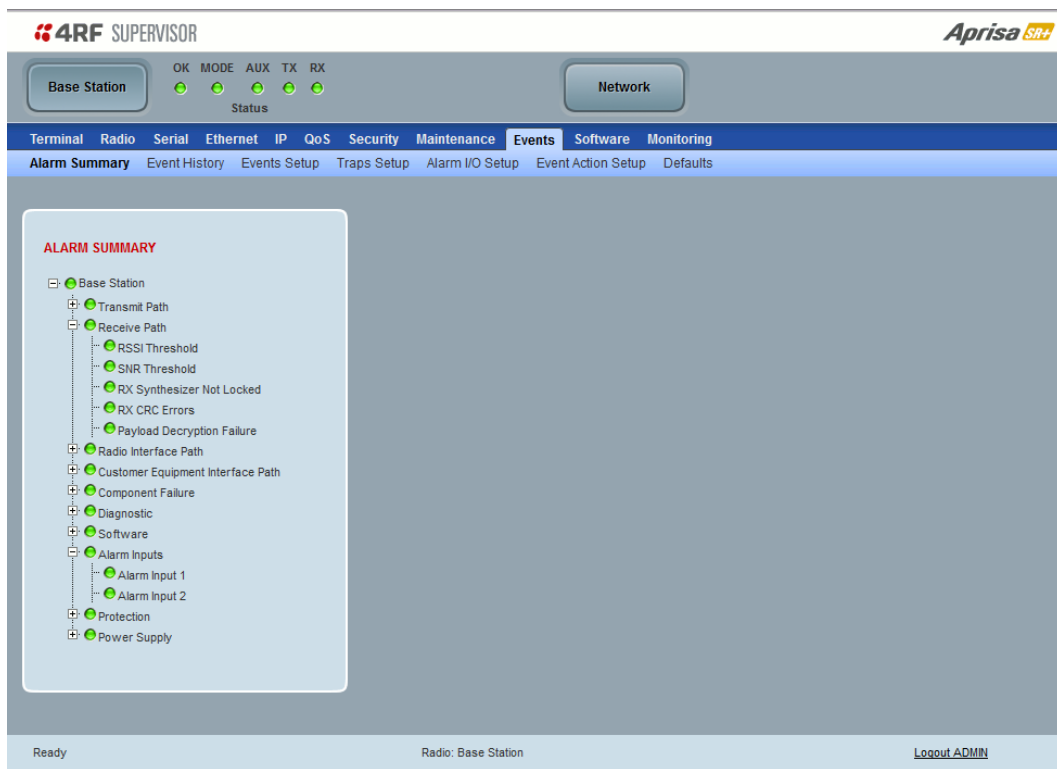 4RF SUPERVISOR
Aprisa SR+
Base Station
OK MODE AUX TX RX
Status
Network
Terminal Radio Serial Ethernet IP QoS Security Maintenance Events Software Monitoring
Alarm Summary Event History Events Setup Traps Setup Alarm I/O Setup Event Action Setup Defaults
ALARM SUMMARY
Base Station
Transmit Path
Receive Path
RSSI Threshold
SNR Threshold
RX Synthesizer Not Locked
RX CRC Errors
Payload Decryption Failure
Radio Interface Path
Customer Equipment Interface Path
Component Failure
Diagnostic
Software
Alarm Inputs
Alarm Input 1
Alarm Input 2
Protection
Power Supply
Ready
Radio: Base Station
Logout ADMIN